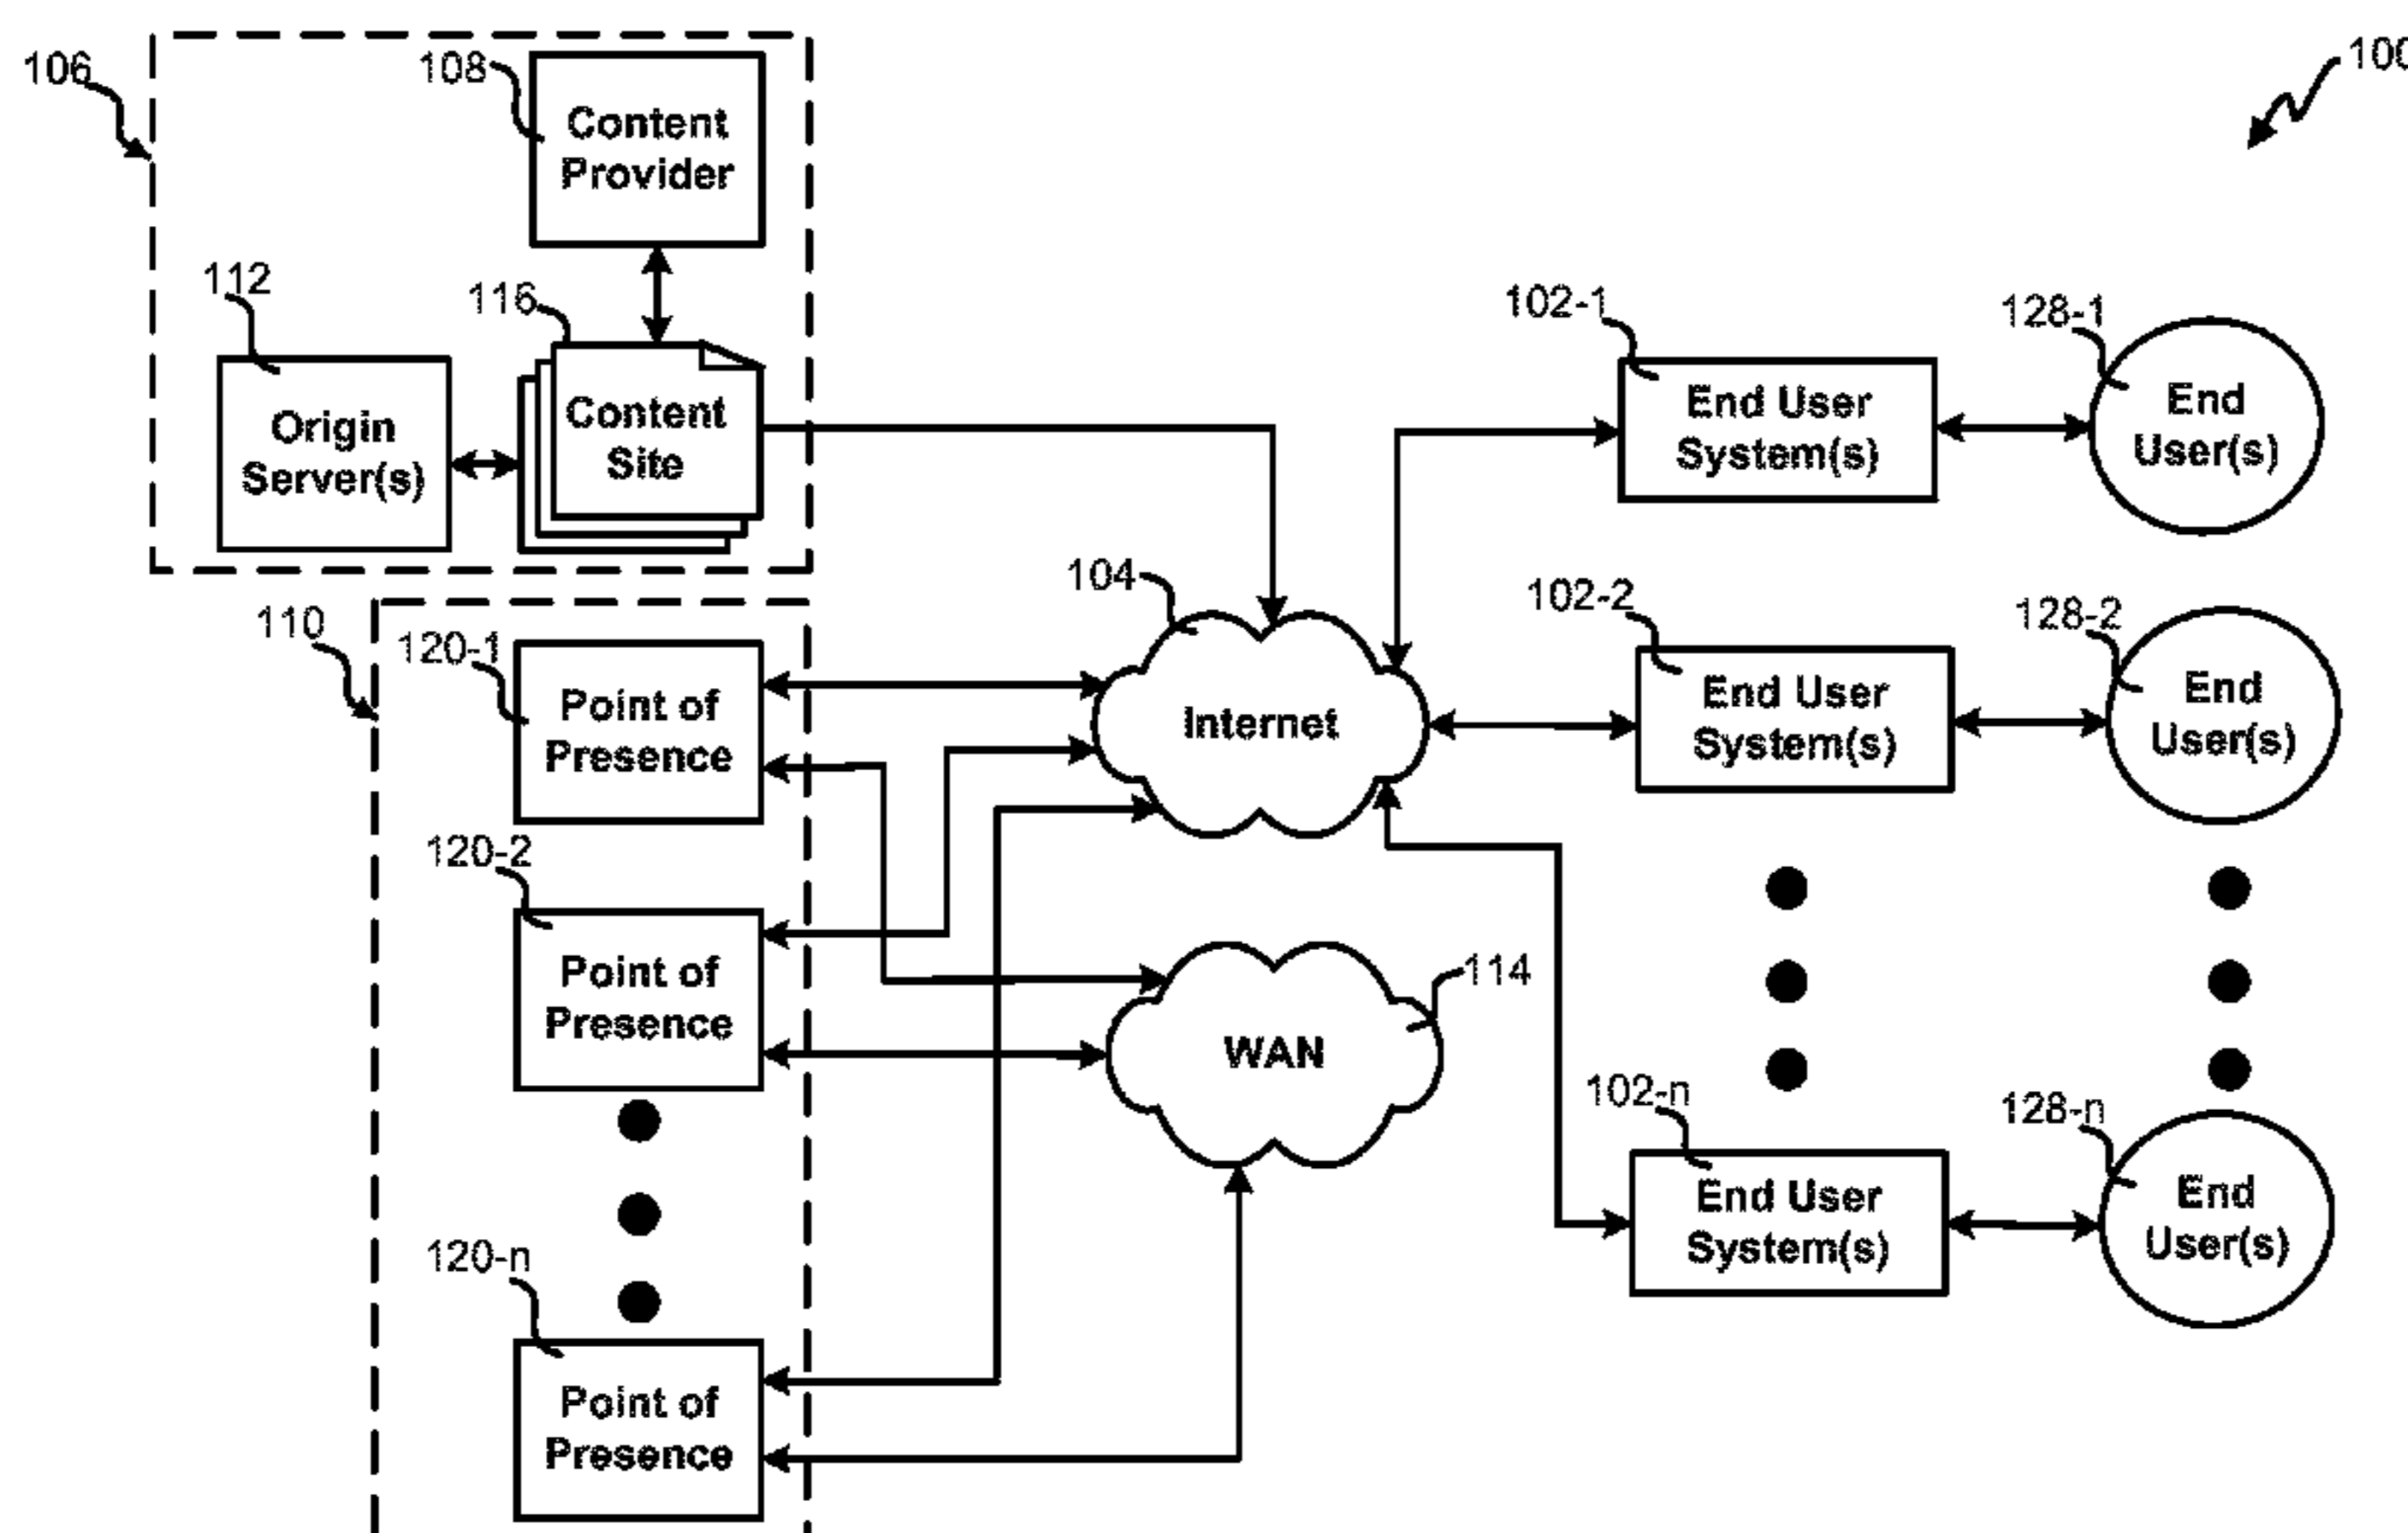 106
108
Content
Provider
100
112
116
Origin
Server(s)
Content
Site
102-1
End User
System(s)
128-1
End
User(s)
104
Internet
102-2
End User
System(s)
128-2
End
User(s)
110
120-1
Point of
Presence
120-2
Point of
Presence
WAN
114
102-n
End User
System(s)
128-n
End
User(s)
120-n
Point of
Presence